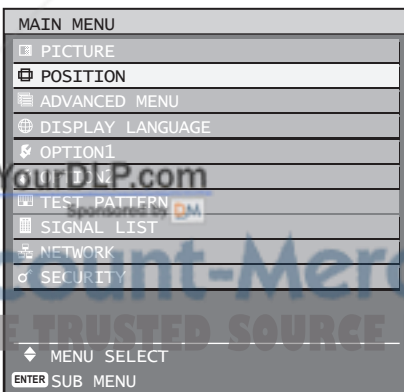 MAIN MENU
PICTURE
POSITION
ADVANCED MENU
DISPLAY LANGUAGE
OPTION1
YourDLP.com
TEST PATTERN
Sponsored by DM
SIGNAL LIST
NETWORK
SECURITY
TRUSTED SOURCE
MENU SELECT
ENTER SUB MENU